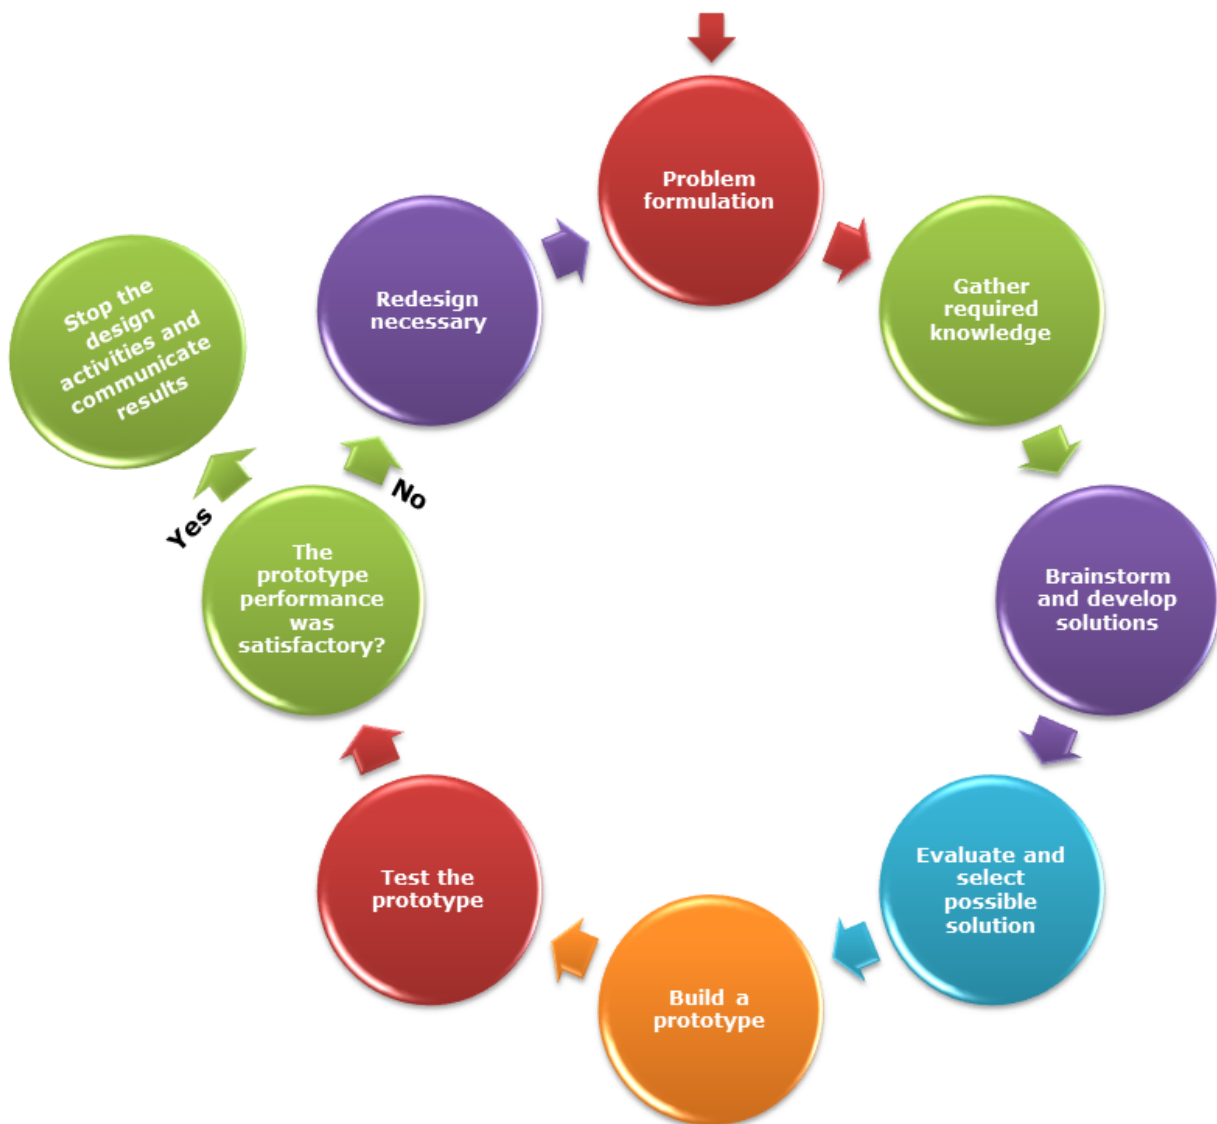 Problem
formulation
Gather
required
knowledge
Brainstorm
and develop
solutions
Evaluate and
select
possible
solution
Build a
prototype
Test the
prototype
The
prototype
performance
was
satisfactory?
Yes
No
Stop the
design
activities and
communicate
results
Redesign
necessary